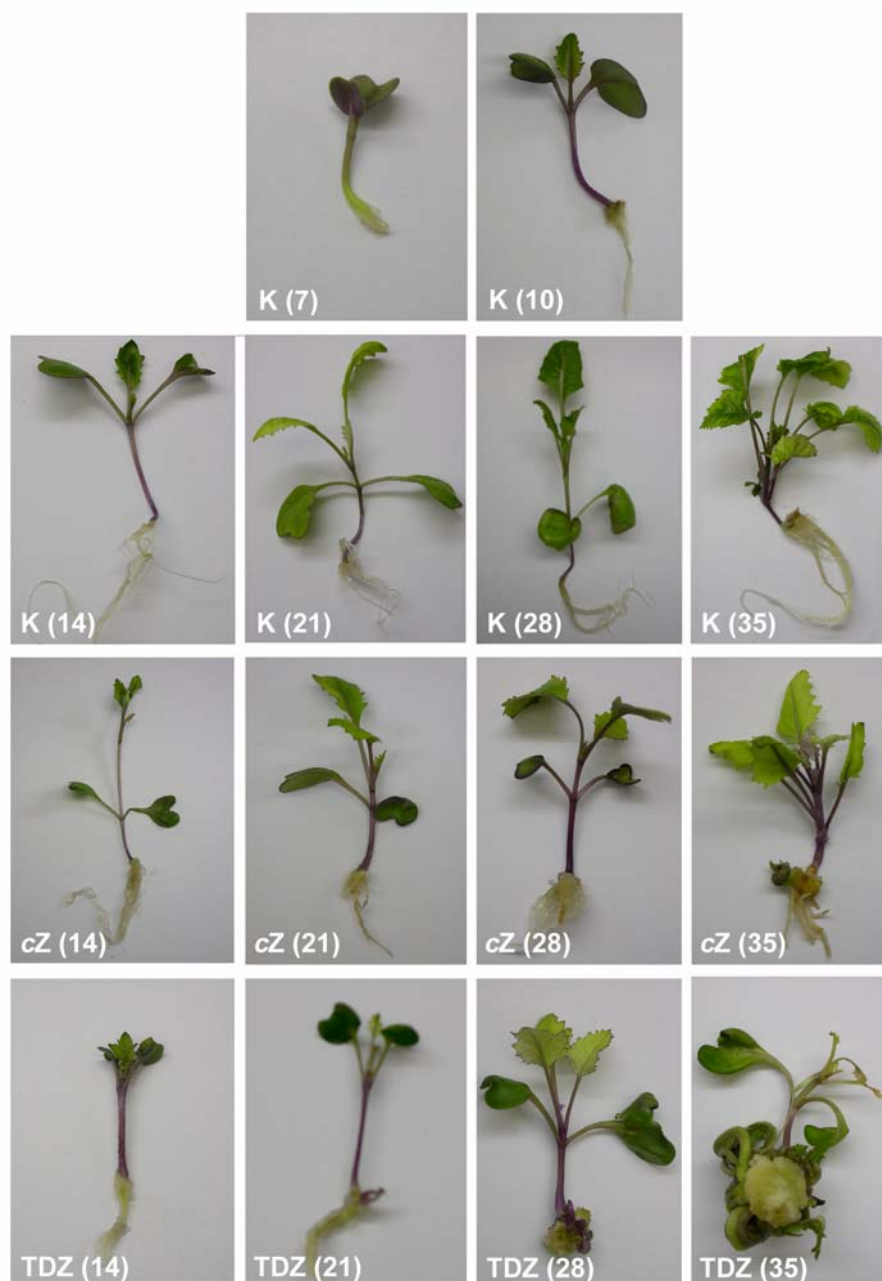 K (7)
K (10)
K (14)
K (21)
K (28)
K (35)
cZ (14)
cZ (21)
cZ (28)
cZ (35)
TDZ (14)
TDZ (21)
TDZ (28)
TDZ (35)